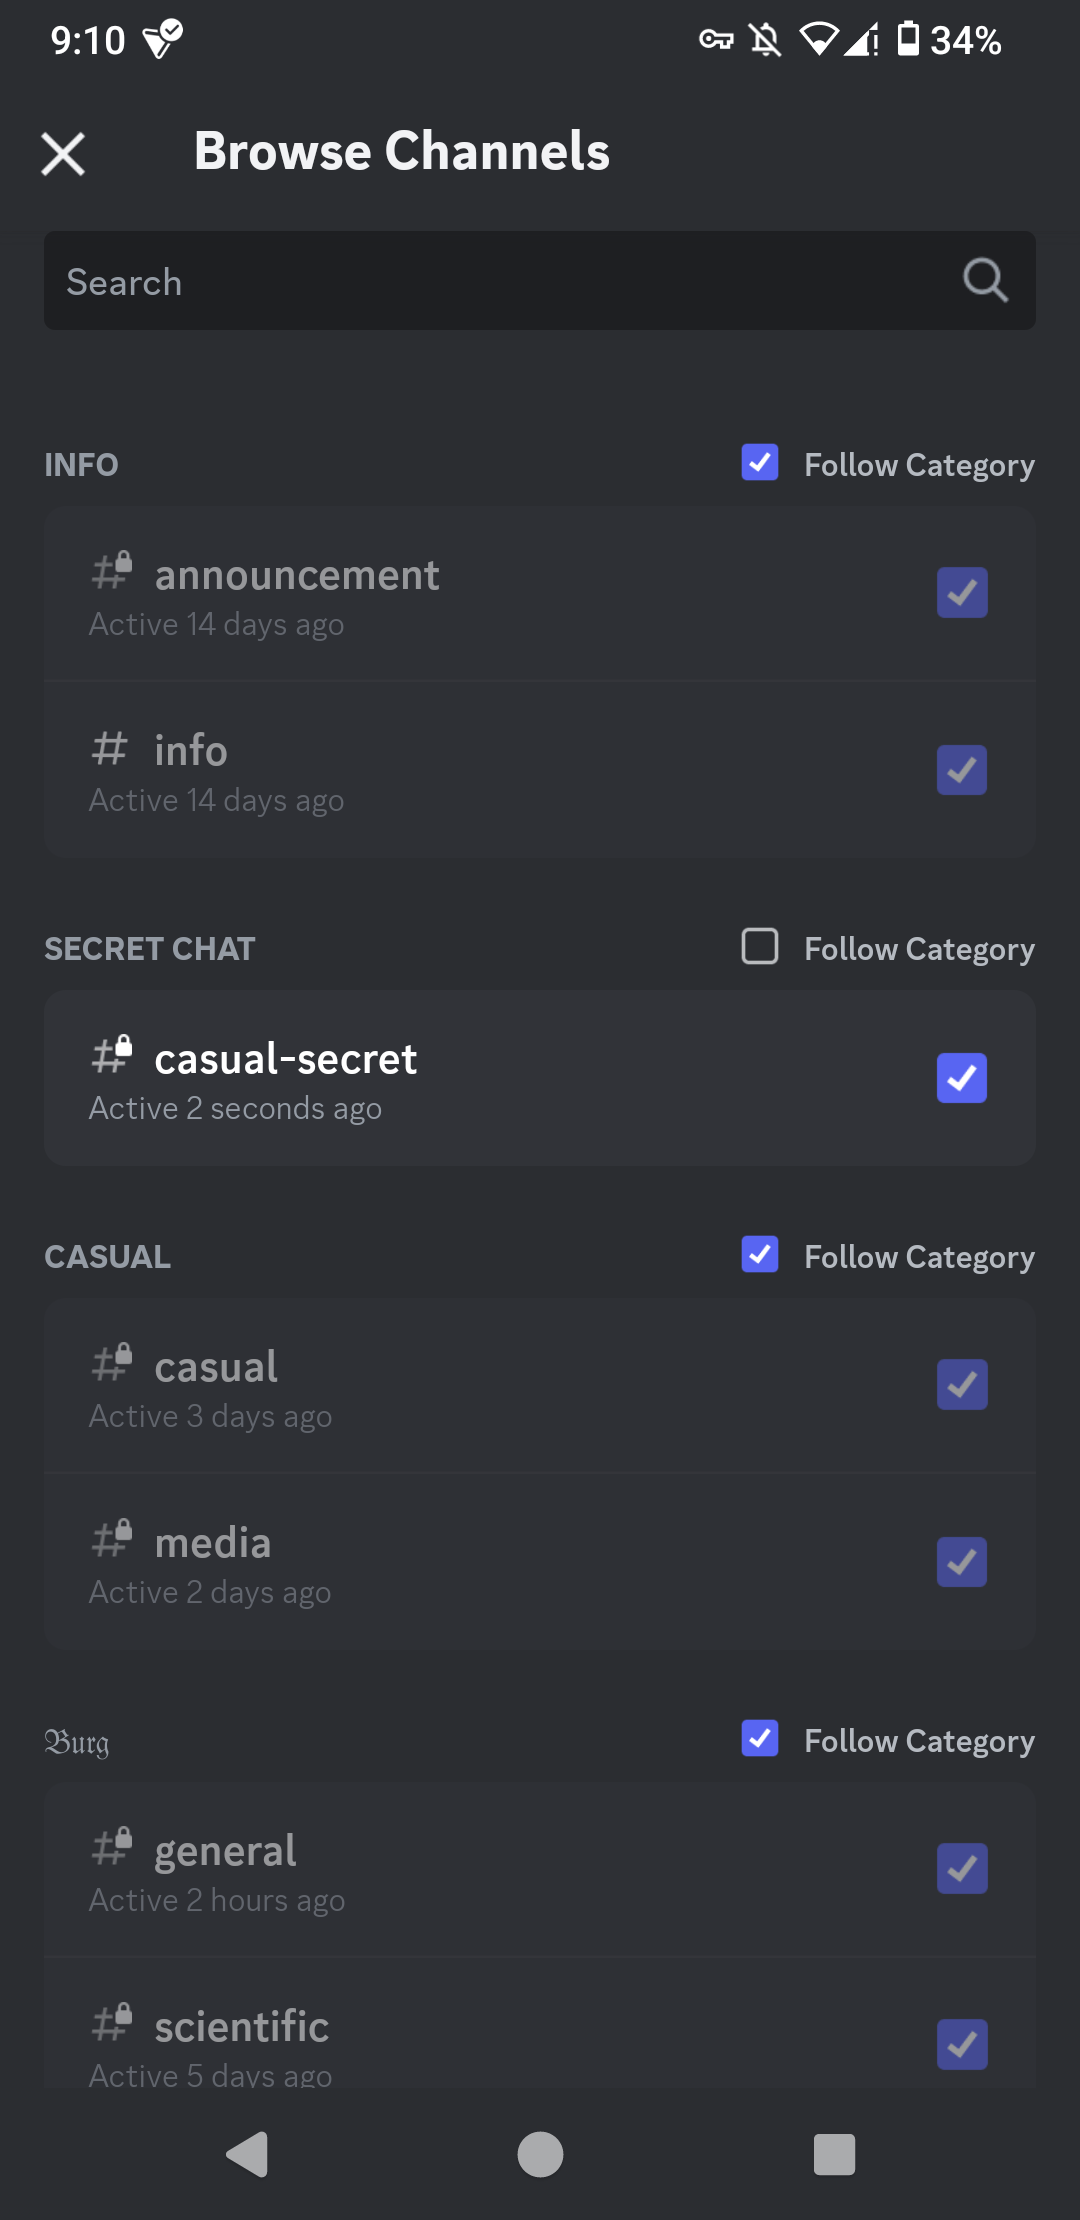 9:10
34%
Browse Channels
Search
INFO
Follow Category
announcement
Active 14 days ago
info
Active 14 days ago
SECRET CHAT
Follow Category
casual-secret
Active 2 seconds ago
CASUAL
Follow Category
casual
Active 3 days ago
media
Active 2 days ago
𝔅𝔲𝔯𝔤
Follow Category
general
Active 2 hours ago
scientific
Active 5 days ago